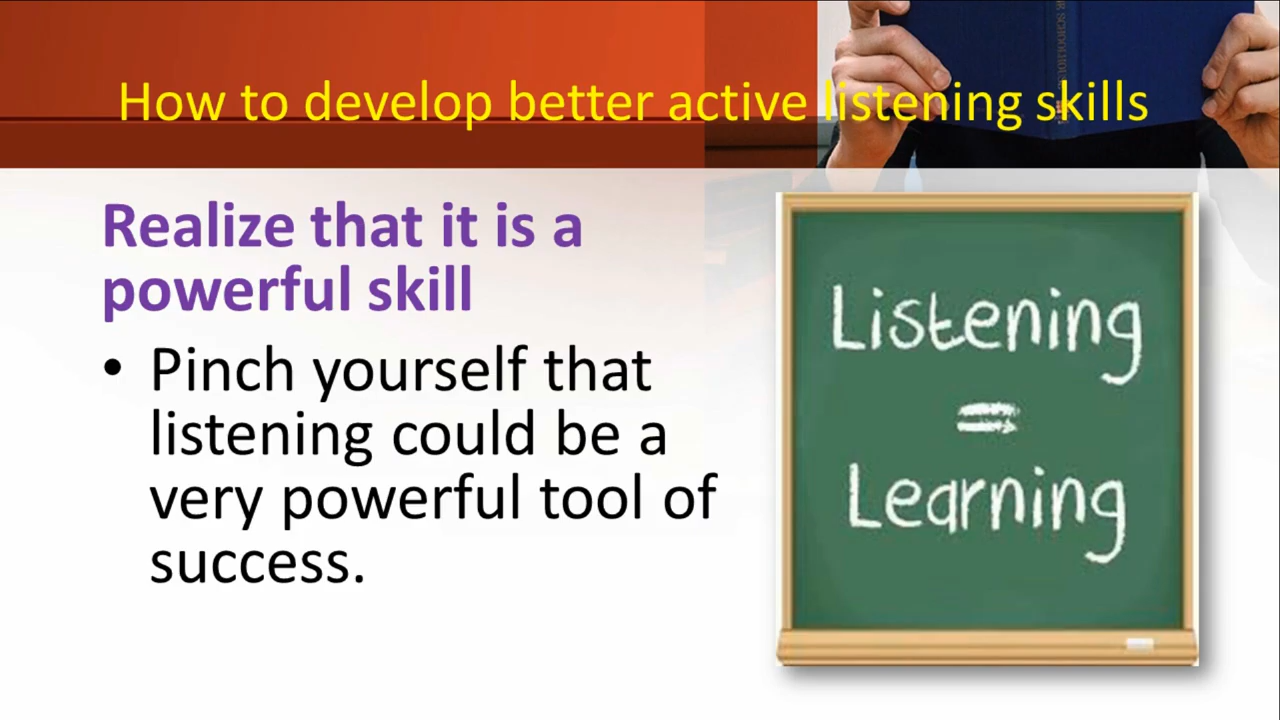 How to develop better active listening skills
Realize that it is a
powerful skill
• Pinch yourself that
listening could be a
very powerful tool of
success.
Listening
=
Learning